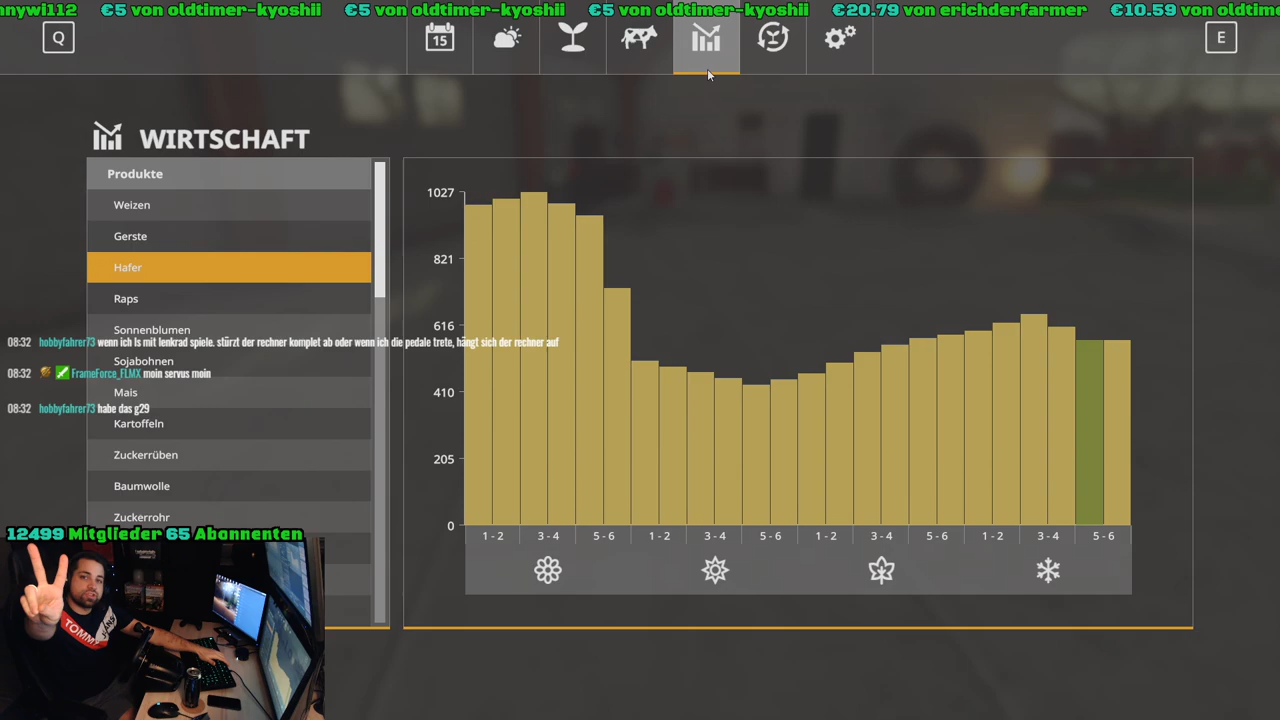 nnywi112 €5 von oldtimer-kyoshii €5 von oldtimer-kyoshii €5 von oldtimer-kyoshii €20.79 von erichderfarmer €10.59 von oldtime
Q
15
E
WIRTSCHAFT
Produkte
Weizen
Gerste
Hafer
Raps
Sonnenblumen
08:32 hobbyfahrer73 wenn ich ls mit lenkrad spiele. stürzt der rechner komplet ab oder wenn ich die pedale trete, hängt sich der rechner auf
Sojabohnen
08:32 FrameForce_FLMX moin servus moin
Mais
08:32 hobbyfahrer73 habe das g29
Kartoffeln
Zuckerrüben
Baumwolle
Zuckerrohr
12499 Mitglieder 65 Abonnenten
TOMMY
1027
821
616
410
205
0
1 - 2 3 - 4 5 - 6 1 - 2 3 - 4 5 - 6 1 - 2 3 - 4 5 - 6 1 - 2 3 - 4 5 - 6